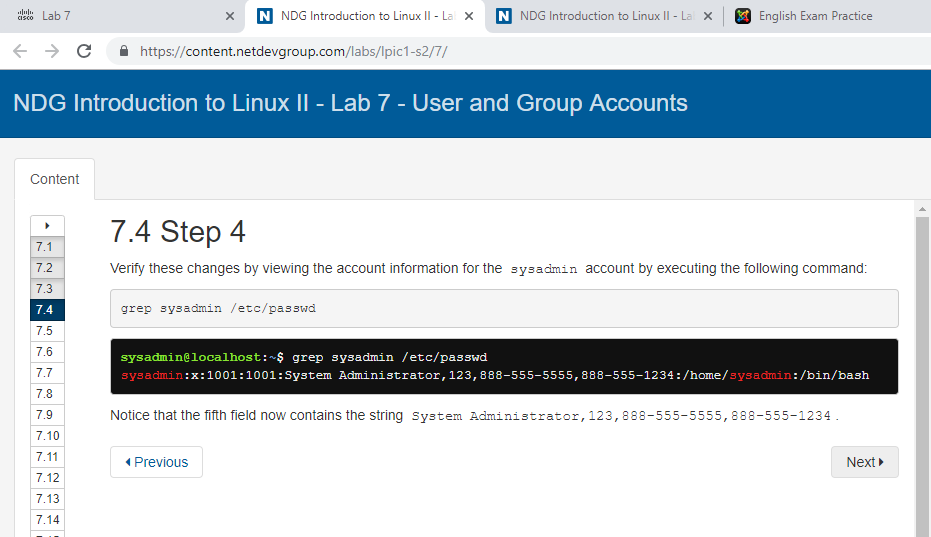 Lab 7
NDG Introduction to Linux II - La
NDG Introduction to Linux II - La
English Exam Practice
https://content.netdevgroup.com/labs/lpic1-s2/7/
NDG Introduction to Linux II - Lab 7 - User and Group Accounts
Content
7.1
7.2
7.3
7.4
7.5
7.6
7.7
7.8
7.9
7.10
7.11
7.12
7.13
7.14
7.4 Step 4
Verify these changes by viewing the account information for the sysadmin account by executing the following command:
grep sysadmin /etc/passwd
sysadmin@localhost:~$ grep sysadmin /etc/passwd
sysadmin:x:1001:1001:System Administrator,123,888-555-5555,888-555-1234:/home/sysadmin:/bin/bash
Notice that the fifth field now contains the string System Administrator,123,888-555-5555,888-555-1234.
Previous
Next